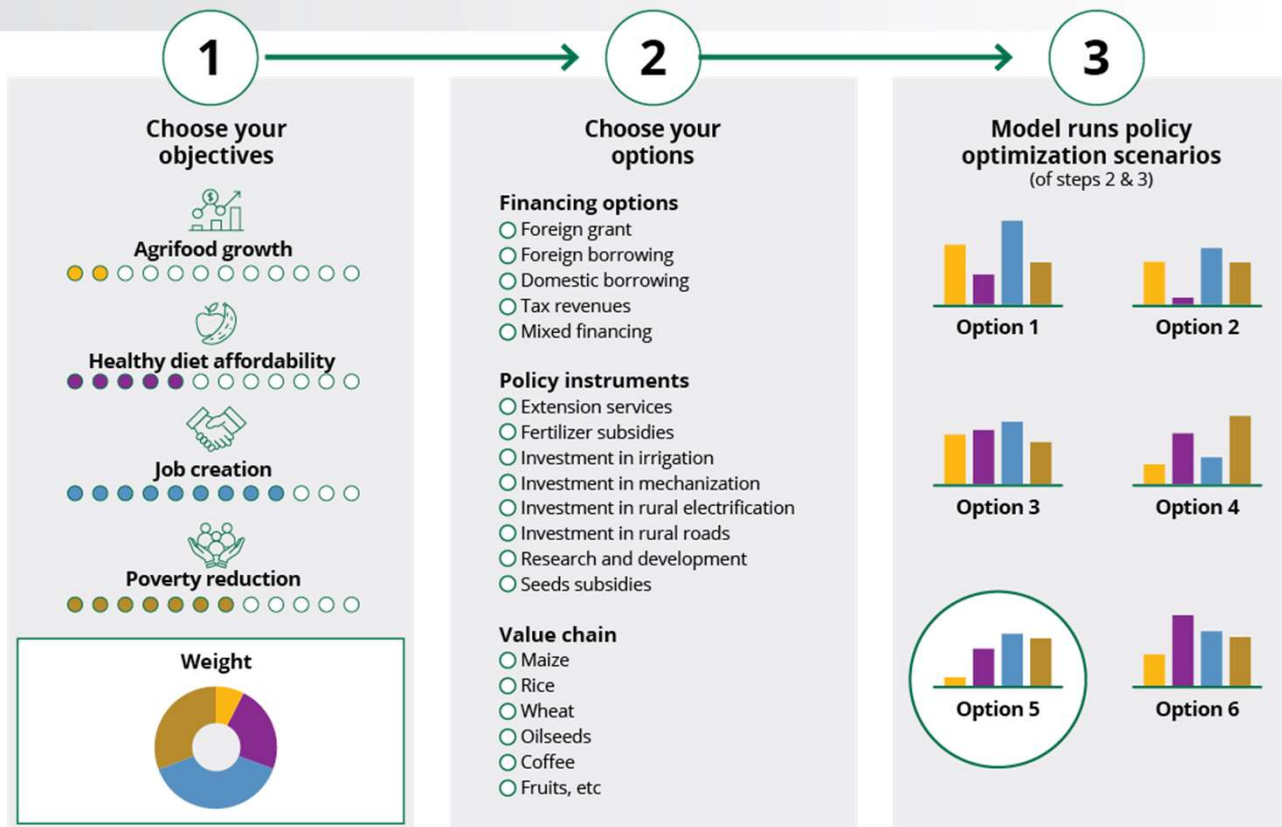 1
2
3
Choose your
objectives
Agrifood growth
Healthy diet affordability
Job creation
Poverty reduction
Weight
Choose your
options
Financing options
Foreign grant
Foreign borrowing
Domestic borrowing
Tax revenues
Mixed financing
Policy instruments
Extension services
Fertilizer subsidies
Investment in irrigation
Investment in mechanization
Investment in rural electrification
Investment in rural roads
Research and development
Seeds subsidies
Value chain
Maize
Rice
Wheat
Oilseeds
Coffee
Fruits, etc
Model runs policy
optimization scenarios
(of steps 2 & 3)
Option 1
Option 2
Option 3
Option 4
Option 5
Option 6